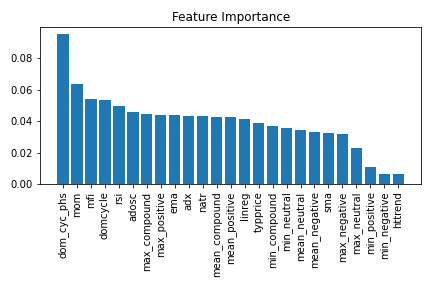 Feature Importance
0.08
0.06
0.04
0.02
0.00
dom_cyc_phs
mom
mfi
domcycle
rsi
adosc
max_compound
max_positive
ema
adx
natr
mean_compound
mean_positive
linreg
typprice
min_compound
min_neutral
mean_neutral
mean_negative
sma
max_negative
max_neutral
min_positive
min_negative
httrend